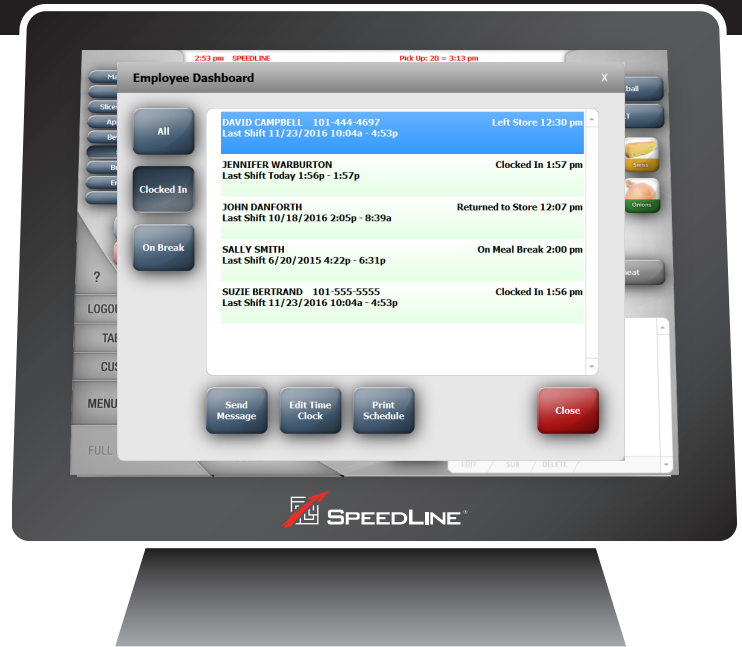 2:53 pm SPEEDLINE Pick Up: 20 = 3:13 pm
Employee Dashboard X
All
Clocked In
On Break
DAVID CAMPBELL 101-444-4697 Left Store 12:30 pm
Last Shift 11/23/2016 10:04a - 4:53p
JENNIFER WARBURTON Clocked In 1:57 pm
Last Shift Today 1:56p - 1:57p
JOHN DANFORTH Returned to Store 12:07 pm
Last Shift 10/18/2016 2:05p - 8:39a
SALLY SMITH On Meal Break 2:00 pm
Last Shift 6/20/2015 4:22p - 6:31p
SUZIE BERTRAND 101-555-5555 Clocked In 1:56 pm
Last Shift 11/23/2016 10:04a - 4:53p
Send
Message
Edit Time
Clock
Print
Schedule
Close
Swiss
Onions
?
MENU
FULL
EDIT / SUB / DELETE /
SPEEDLINE